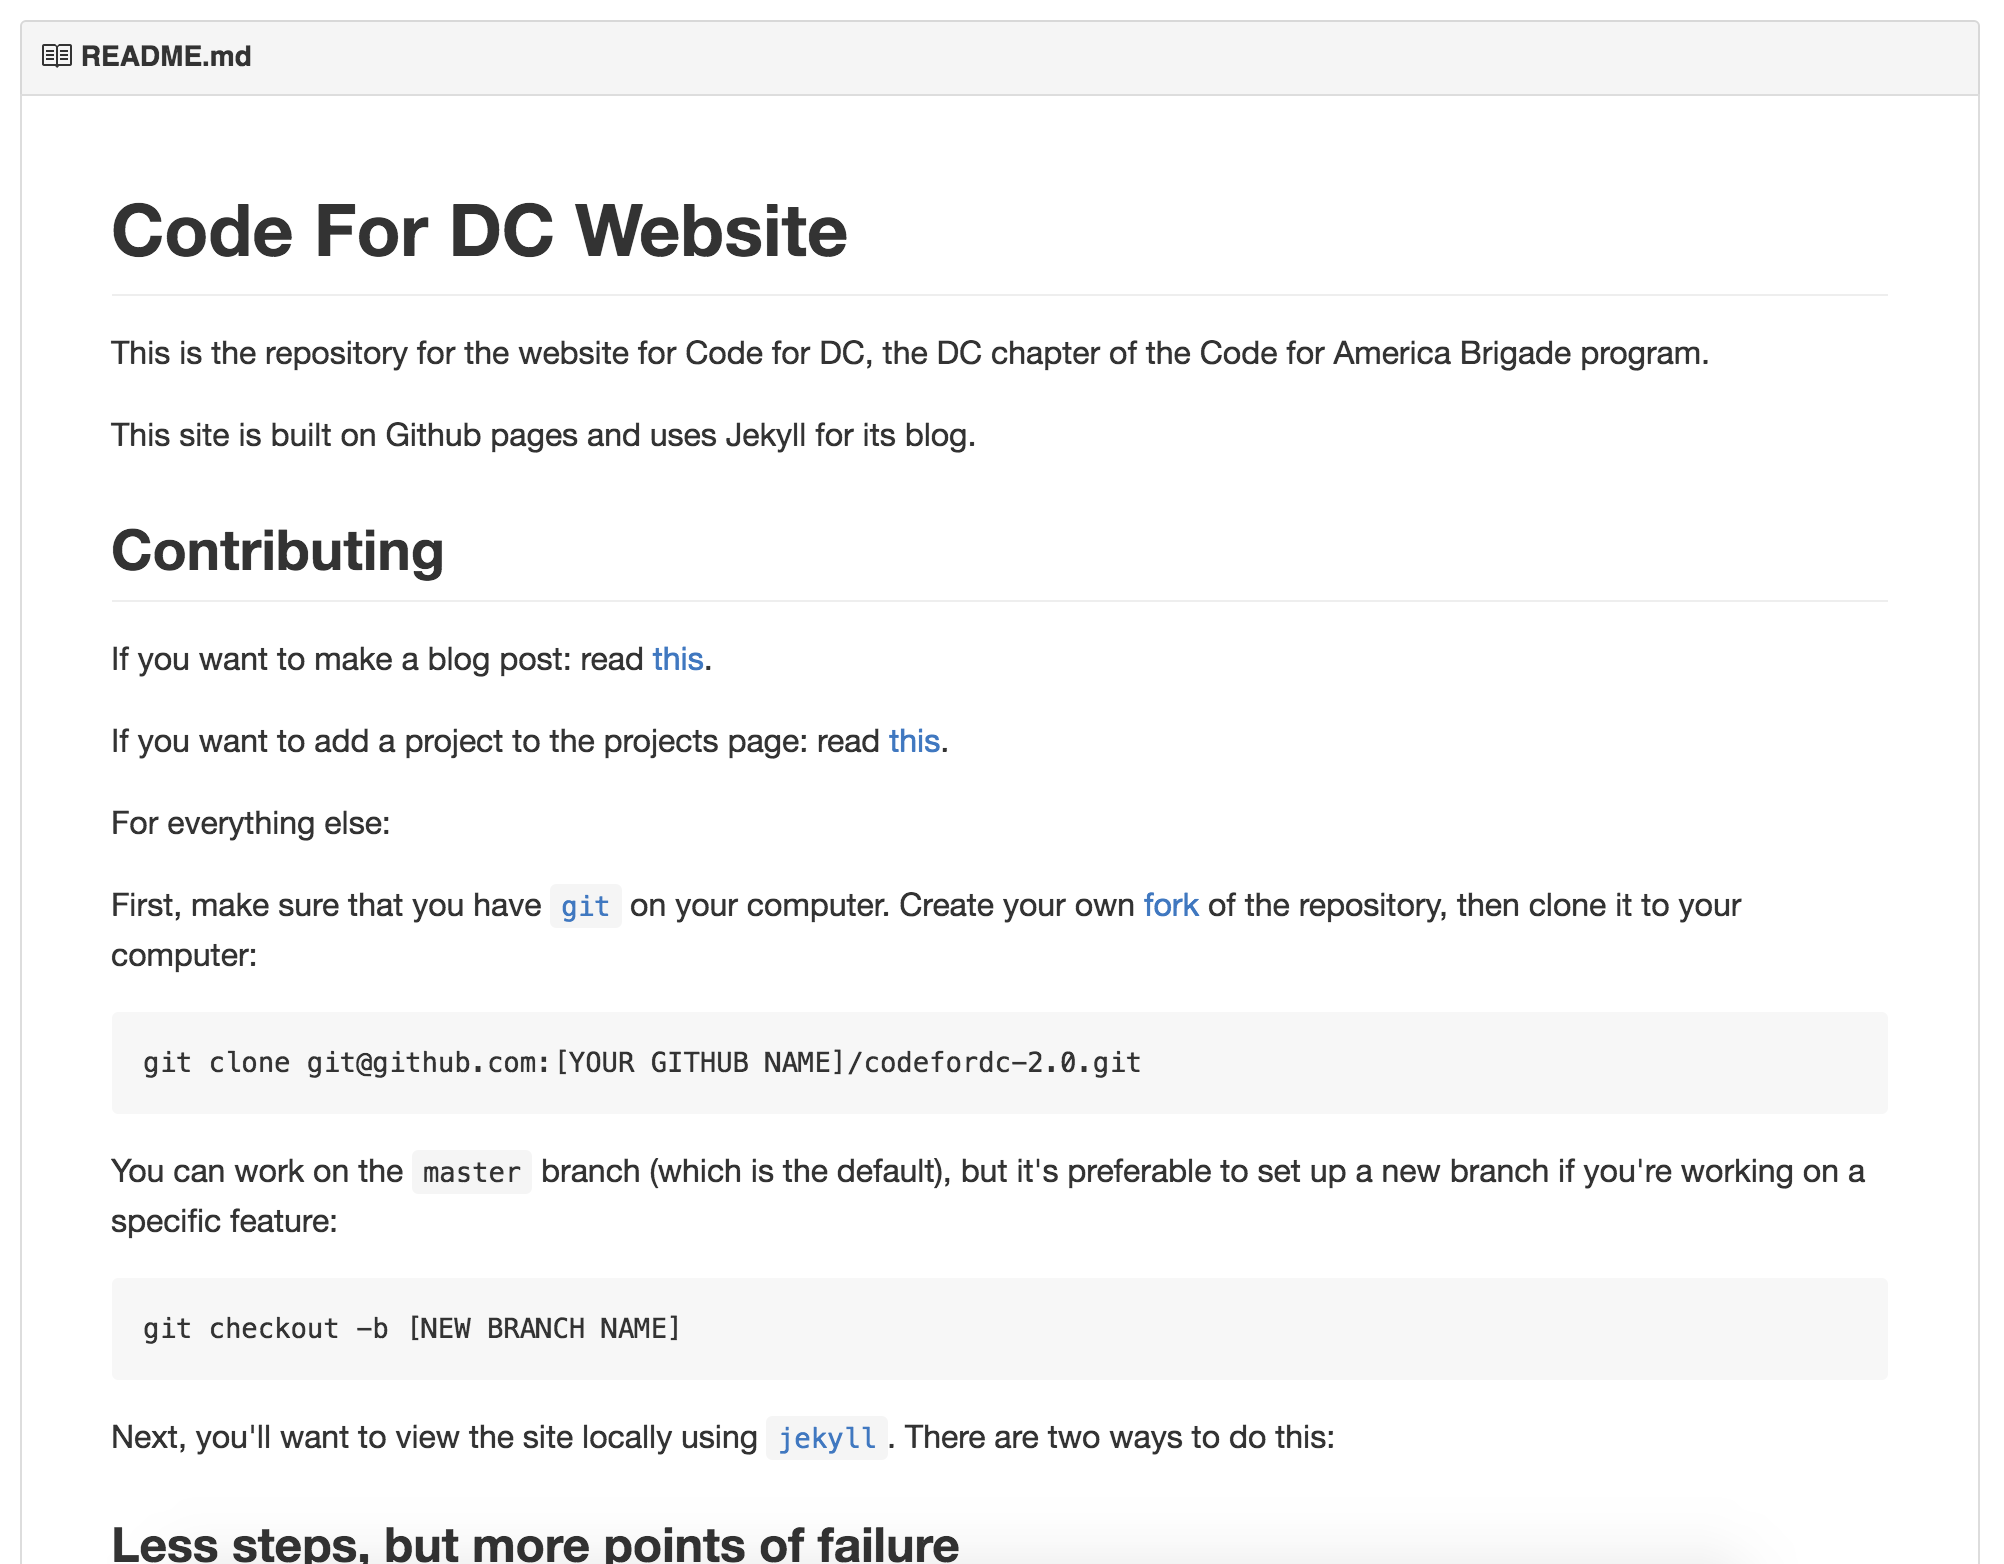 README.md
Code For DC Website
This is the repository for the website for Code for DC, the DC chapter of the Code for America Brigade program.
This site is built on Github pages and uses Jekyll for its blog.
Contributing
If you want to make a blog post: read this.
If you want to add a project to the projects page: read this.
For everything else:
First, make sure that you have git on your computer. Create your own fork of the repository, then clone it to your
computer:
git clone git@github.com:[YOUR GITHUB NAME]/codefordc-2.0.git
You can work on the master branch (which is the default), but it's preferable to set up a new branch if you're working on a
specific feature:
git checkout -b [NEW BRANCH NAME]
Next, you'll want to view the site locally using jekyll. There are two ways to do this:
Less steps, but more points of failure